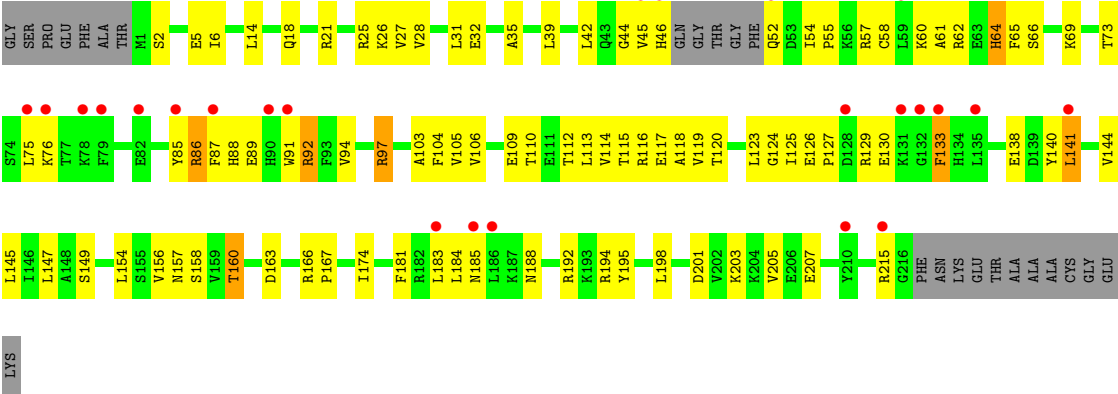 GLY SER PRO GLU PHE ALA THR M1 S2 E5 I6 L14 Q18 R21 R25 K26 V27 V28 L31 E32 A35 L39 L42 Q43 G44 V45 H46 GLN GLY THR GLY PHE Q52 D53 I54 P55 K56 R57 C58 L59 K60 A61 R62 E63 H64 F65 S66 K69 T73
S74 L75 K76 T77 K78 F79 E82 Y85 R86 F87 H88 E89 H90 W91 R92 F93 V94 R97 A103 F104 V105 V106 E109 T110 E111 T112 L113 V114 T115 R116 E117 A118 V119 T120 L123 G124 I125 E126 P127 D128 R129 E130 K131 G132 F133 H134 L135 E138 D139 Y140 L141 V144
L145 I146 L147 A148 S149 L154 S155 V156 N157 S158 V159 T160 D163 R166 P167 I174 F181 R182 L183 L184 N185 L186 K187 N188 R192 K193 R194 Y195 L198 D201 V202 K203 K204 V205 E206 E207 Y210 R215 G216 PHE ASN LYS GLU THR ALA ALA ALA CYS GLY GLU
LYS